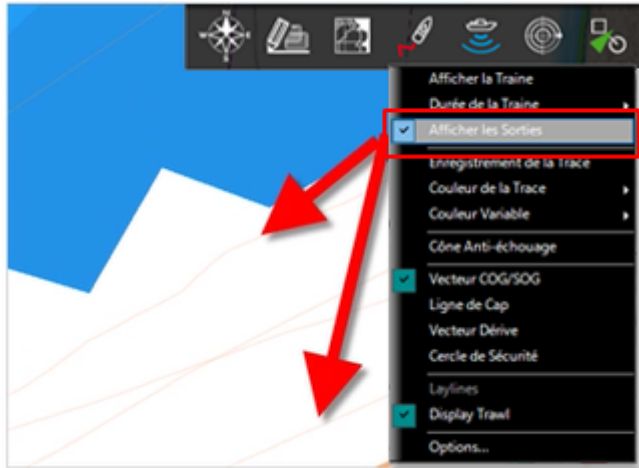 Afficher la Traine
Durée de la Traine
Afficher les Sorties
Enregistrement de la Trace
Couleur de la Trace
Couleur Variable
Cône Anti-échouage
Vecteur COG/SOG
Ligne de Cap
Vecteur Dérive
Cercle de Sécurité
Laylines
Display Trawl
Options...